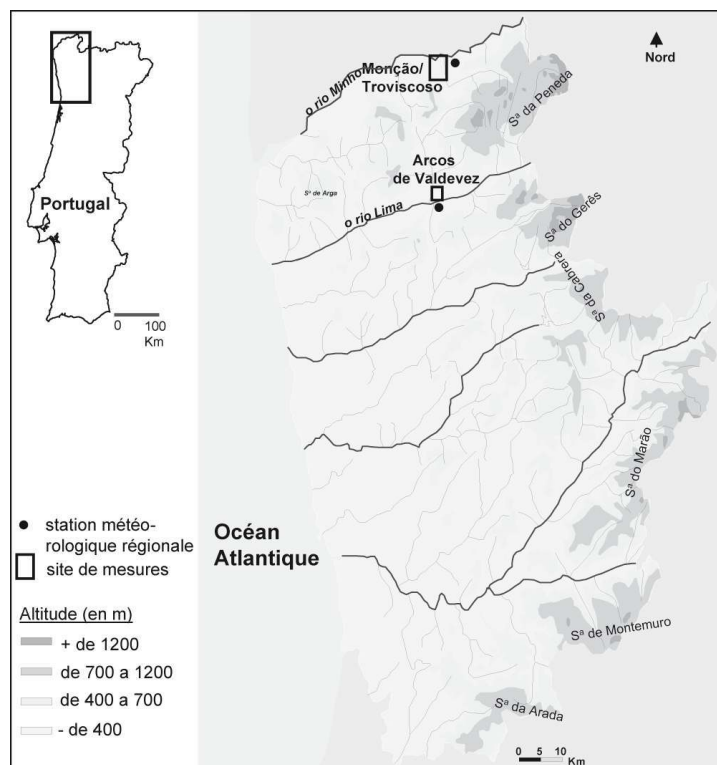 Nord
o rio Minho
Monção/
Troviscoso
Sª da Peneda
Arcos
de Valdevez
Sª de Arga
o rio Lima
Sª do Gerês
Portugal
Sª da Cabrera
0 100
Km
Sª do Marão
station météo-
rologique régionale
site de mesures
Océan
Atlantique
Altitude (en m)
+ de 1200
de 700 a 1200
de 400 a 700
- de 400
Sª de Montemuro
Sª da Arada
0 5 10
Km